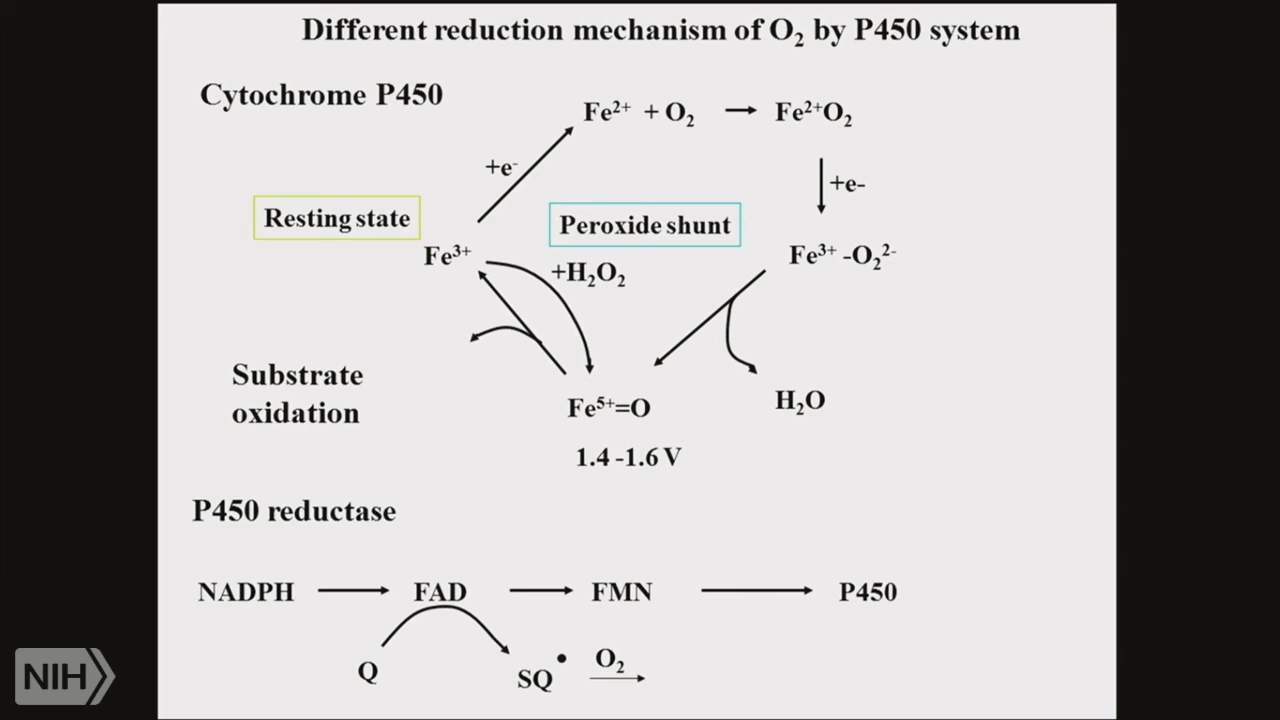 Different reduction mechanism of O₂ by P450 system
Cytochrome P450
Fe²⁺ + O₂ → Fe²⁺O₂
+e⁻
+e-
Resting state
Peroxide shunt
Fe³⁺
+H₂O₂
Fe³⁺ -O₂²⁻
Substrate
oxidation
Fe⁵⁺=O
H₂O
1.4 -1.6 V
P450 reductase
NADPH → FAD → FMN → P450
Q
SQ•
O₂
NIH